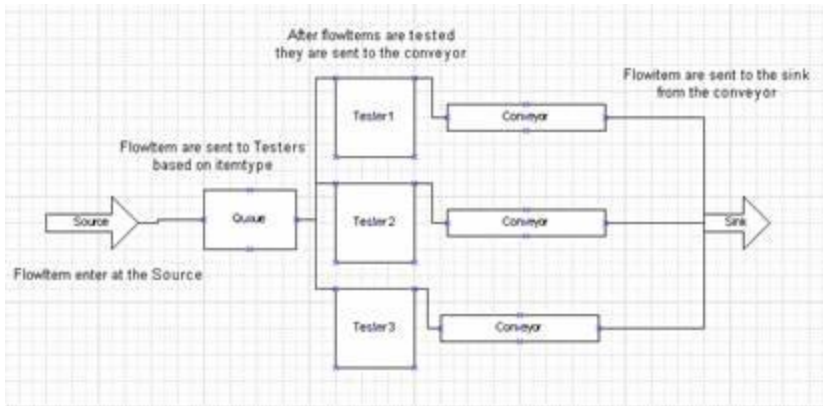 After flowItems are tested
they are sent to the conveyor
FlowItem are sent to the sink
from the conveyor
Tester1
Conveyor
FlowItem are sent to Testers
based on itemtype
Source
Queue
Tester2
Conveyor
Sink
FlowItem enter at the Source
Tester3
Conveyor